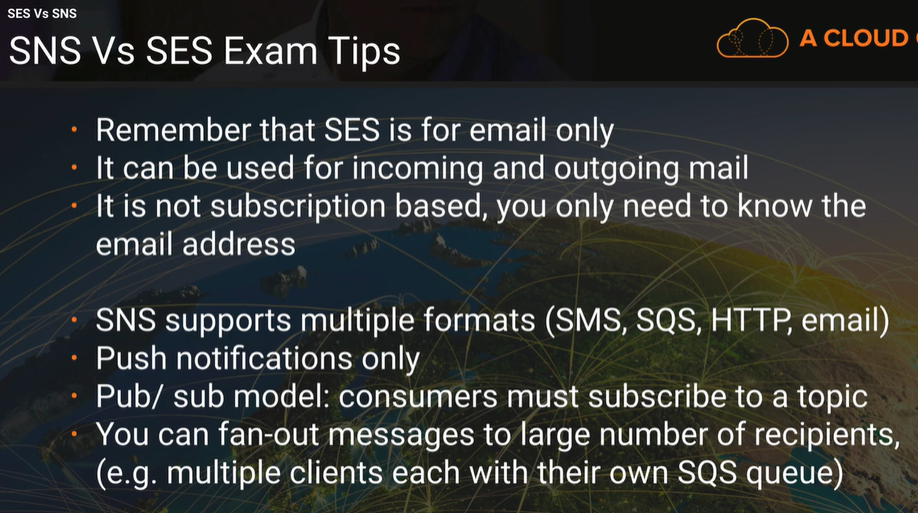 SES Vs SNS
SNS Vs SES Exam Tips
A CLOUD
• Remember that SES is for email only
• It can be used for incoming and outgoing mail
• It is not subscription based, you only need to know the
email address
• SNS supports multiple formats (SMS, SQS, HTTP, email)
• Push notifications only
• Pub/ sub model: consumers must subscribe to a topic
• You can fan-out messages to large number of recipients,
(e.g. multiple clients each with their own SQS queue)